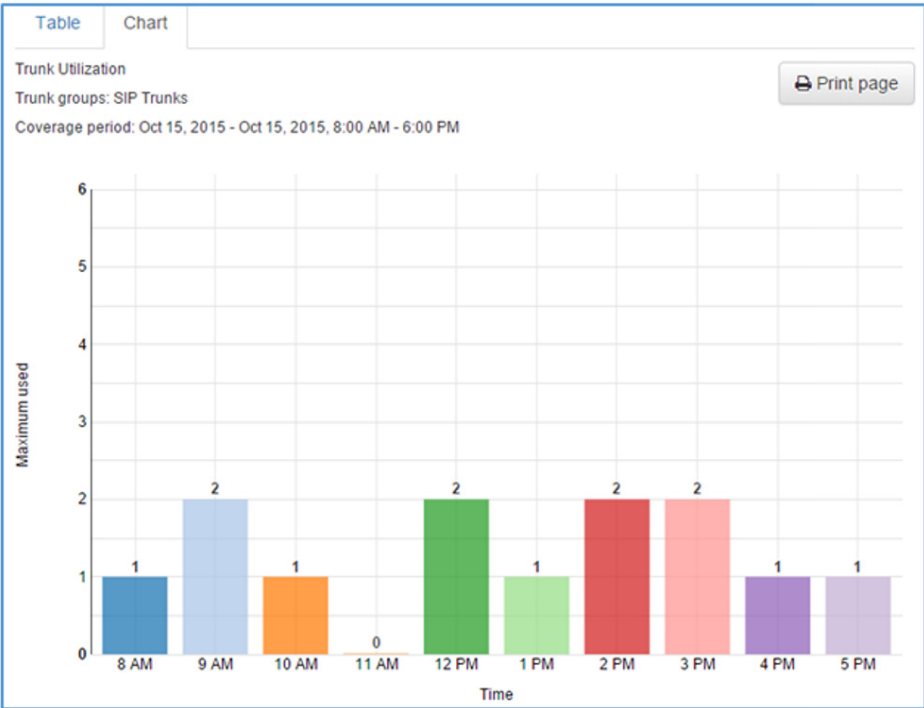 Table Chart
Trunk Utilization
Print page
Trunk groups: SIP Trunks
Coverage period: Oct 15, 2015 - Oct 15, 2015, 8:00 AM - 6:00 PM
Maximum used
6
5
4
3
2
1
0
1 2 1 0 2 1 2 2 1 1
8 AM 9 AM 10 AM 11 AM 12 PM 1 PM 2 PM 3 PM 4 PM 5 PM
Time